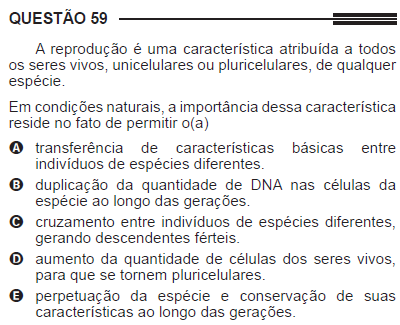 QUESTÃO 59
A reprodução é uma característica atribuída a todos
os seres vivos, unicelulares ou pluricelulares, de qualquer
espécie.
Em condições naturais, a importância dessa característica
reside no fato de permitir o(a)
A transferência de características básicas entre
indivíduos de espécies diferentes.
B duplicação da quantidade de DNA nas células da
espécie ao longo das gerações.
C cruzamento entre indivíduos de espécies diferentes,
gerando descendentes férteis.
D aumento da quantidade de células dos seres vivos,
para que se tornem pluricelulares.
E perpetuação da espécie e conservação de suas
características ao longo das gerações.